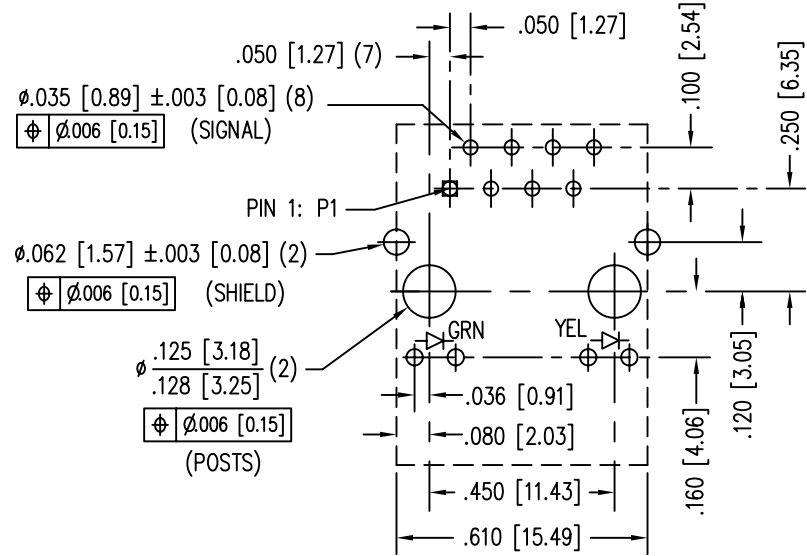 .050 [1.27]
.050 [1.27] (7)
⌀.035 [0.89] ±.003 [0.08] (8)
⌖ ⌀.006 [0.15] (SIGNAL)
.100 [2.54]
.250 [6.35]
PIN 1: P1
⌀.062 [1.57] ±.003 [0.08] (2)
⌖ ⌀.006 [0.15] (SHIELD)
GRN
YEL
⌀ .125 [3.18]
.128 [3.25] (2)
⌖ ⌀.006 [0.15]
(POSTS)
.036 [0.91]
.080 [2.03]
.160 [4.06]
.120 [3.05]
.450 [11.43]
.610 [15.49]